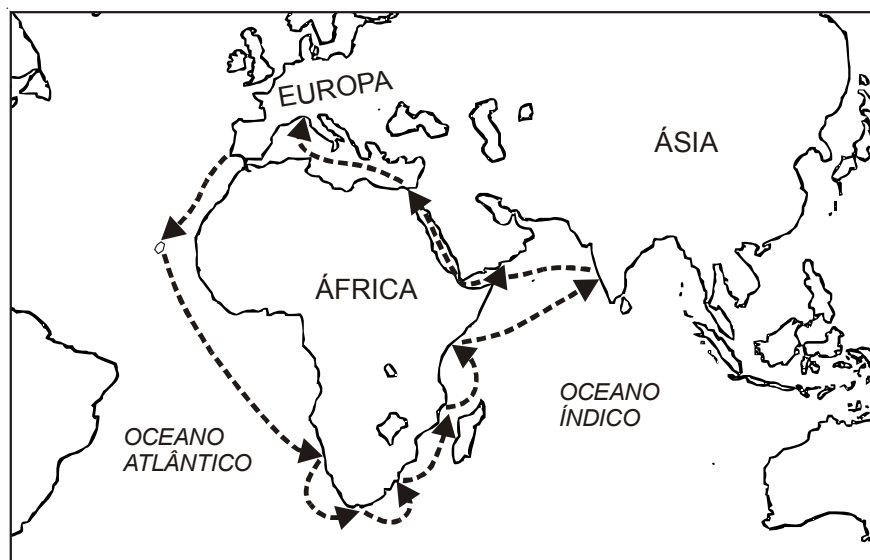 EUROPA
ÁSIA
ÁFRICA
OCEANO
ATLÂNTICO
OCEANO
ÍNDICO